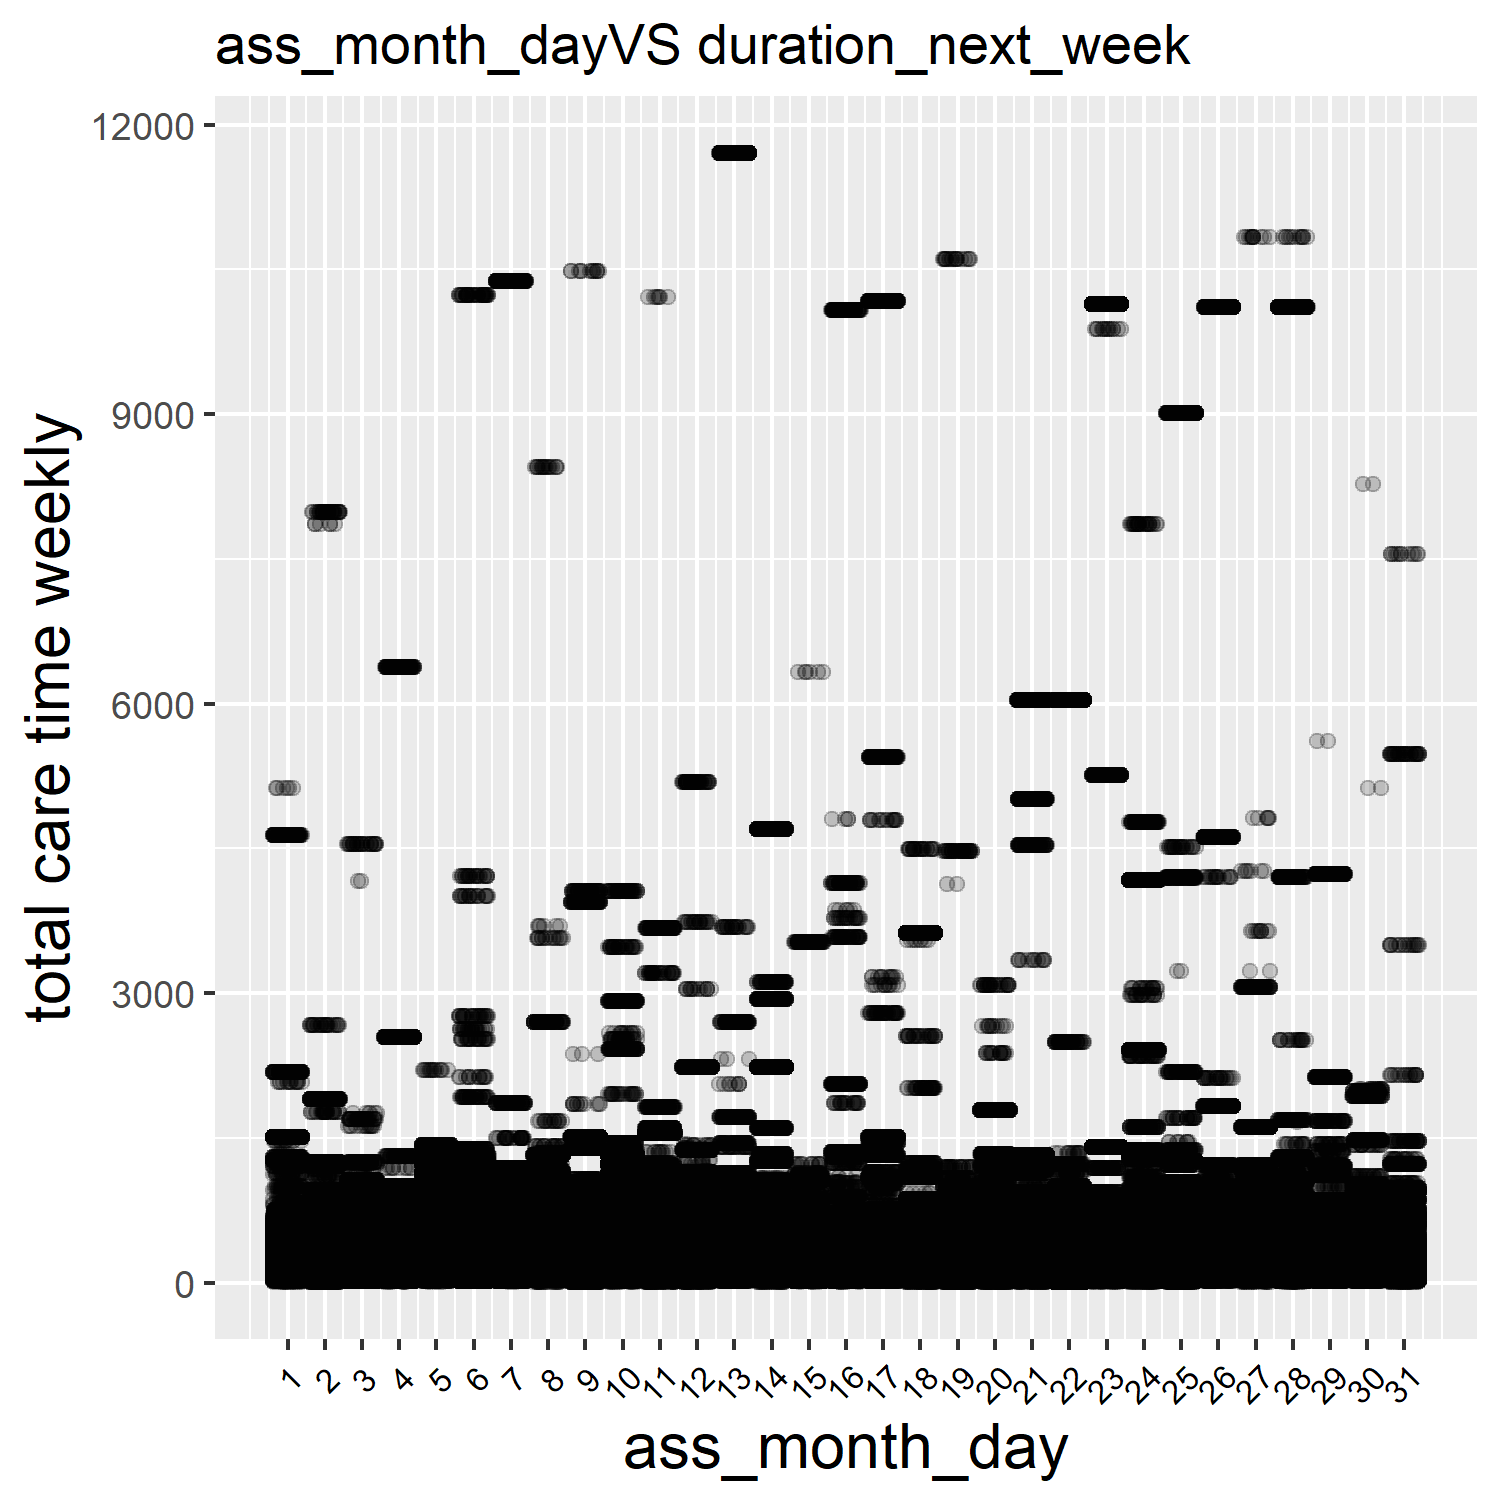 ass_month_dayVS duration_next_week
total care time weekly
12000
9000
6000
3000
0
1 2 3 4 5 6 7 8 9 10 11 12 13 14 15 16 17 18 19 20 21 22 23 24 25 26 27 28 29 30 31
ass_month_day